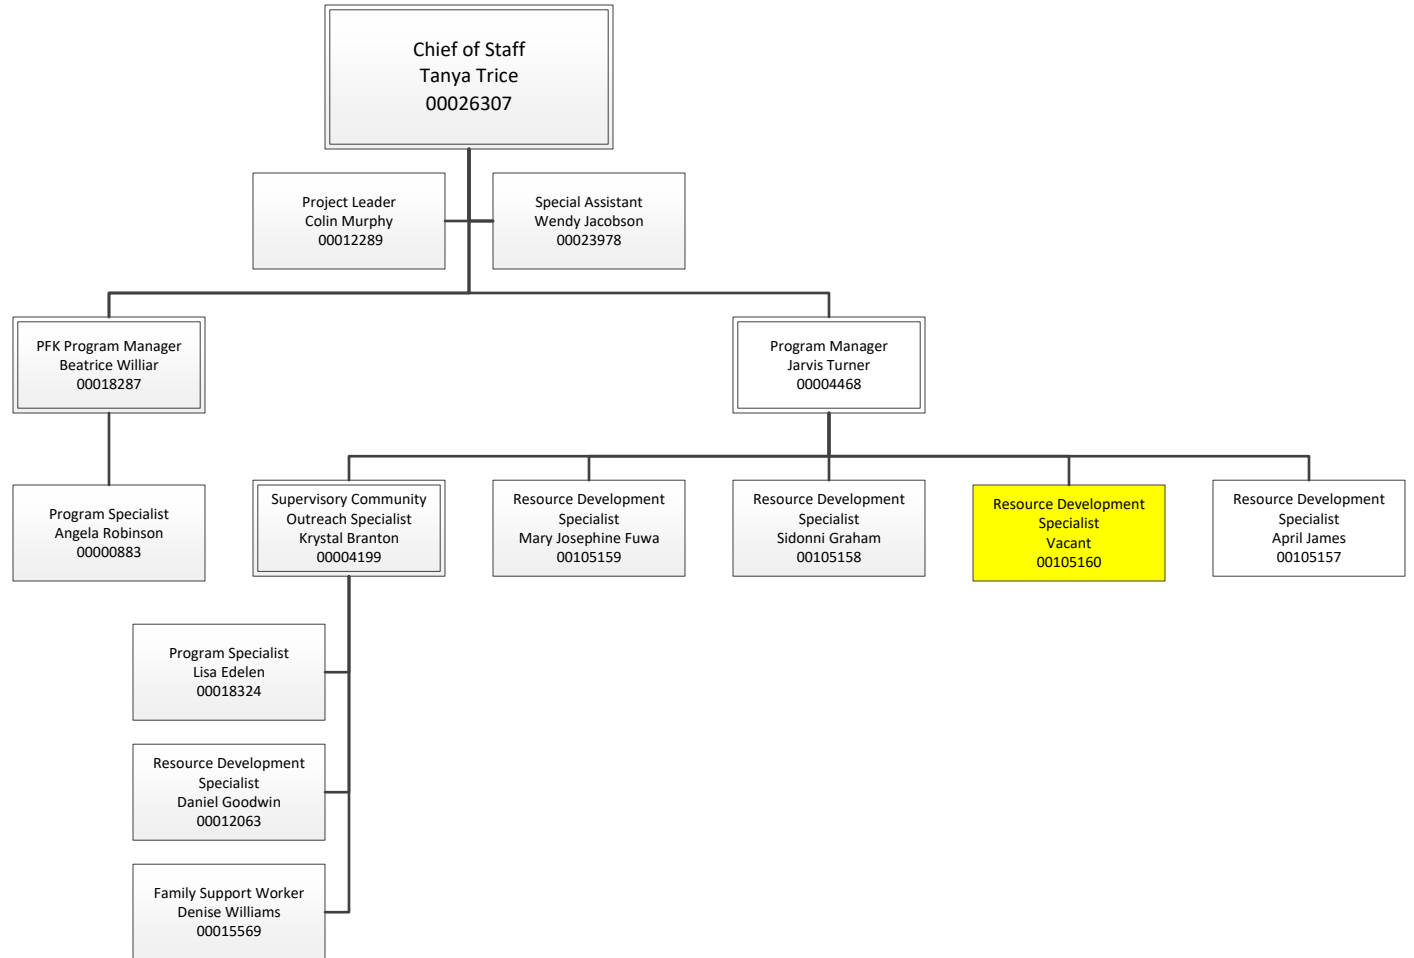 Chief of Staff
Tanya Trice
00026307
Project Leader
Colin Murphy
00012289
Special Assistant
Wendy Jacobson
00023978
PFK Program Manager
Beatrice Williar
00018287
Program Manager
Jarvis Turner
00004468
Program Specialist
Angela Robinson
00000883
Supervisory Community
Outreach Specialist
Krystal Branton
00004199
Resource Development
Specialist
Mary Josephine Fuwa
00105159
Resource Development
Specialist
Sidonni Graham
00105158
Resource Development
Specialist
Vacant
00105160
Resource Development
Specialist
April James
00105157
Program Specialist
Lisa Edelen
00018324
Resource Development
Specialist
Daniel Goodwin
00012063
Family Support Worker
Denise Williams
00015569